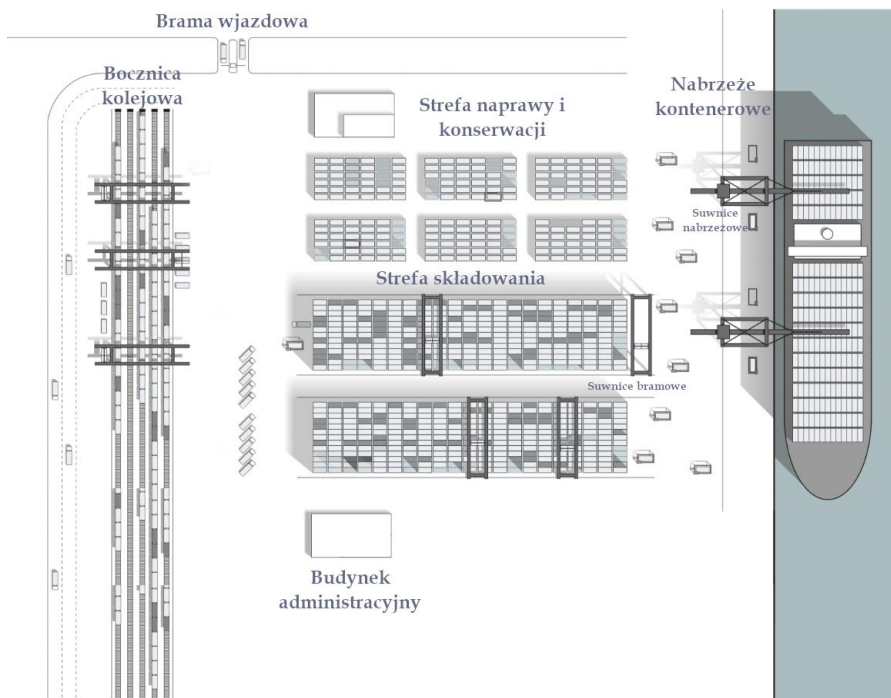 Brama wjazdowa
Bocznica
kolejowa
Strefa naprawy i
konserwacji
Nabrzeże
kontenerowe
Suwnice
nabrzeżowe
Strefa składowania
Suwnice bramowe
Budynek
administracyjny